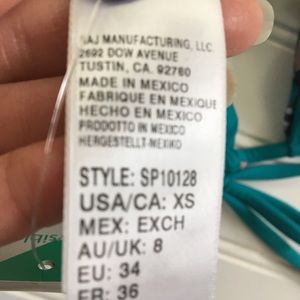 SAJ MANUFACTURING, LLC.
2692 DOW AVENUE
TUSTIN, CA. 92780
MADE IN MEXICO
FABRIQUE EN MEXIQUE
HECHO EN MEXICO
PRODOTTO IN MEXICO
HERGESTELLT-MEXIKO
STYLE: SP10128
USA/CA: XS
MEX: EXCH
AU/UK: 8
EU: 34
FR: 36